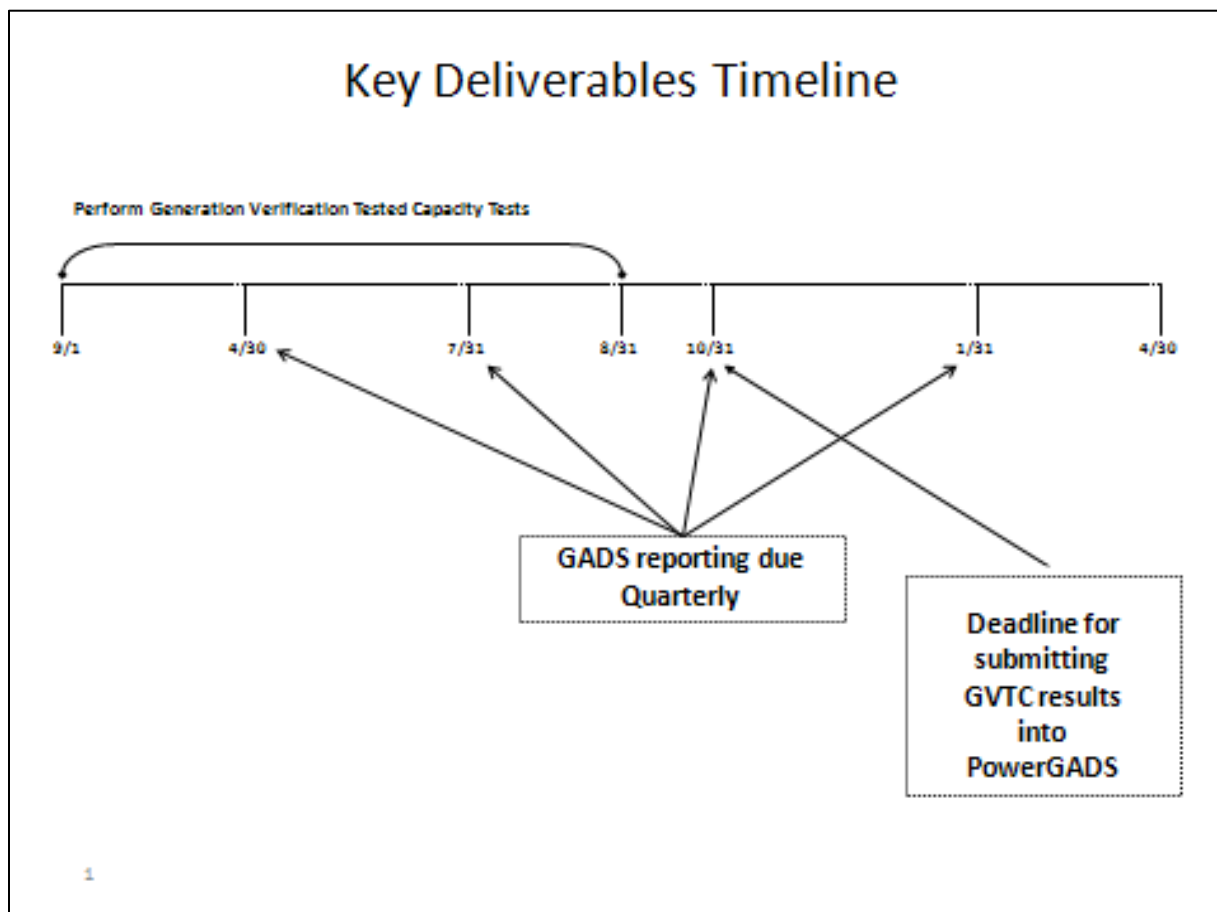 Key Deliverables Timeline
Perform Generation Verification Tested Capacity Tests
9/1
4/30
7/31
8/31
10/31
1/31
4/30
GADS reporting due
Quarterly
Deadline for
submitting
GVTC results
into
PowerGADS
1